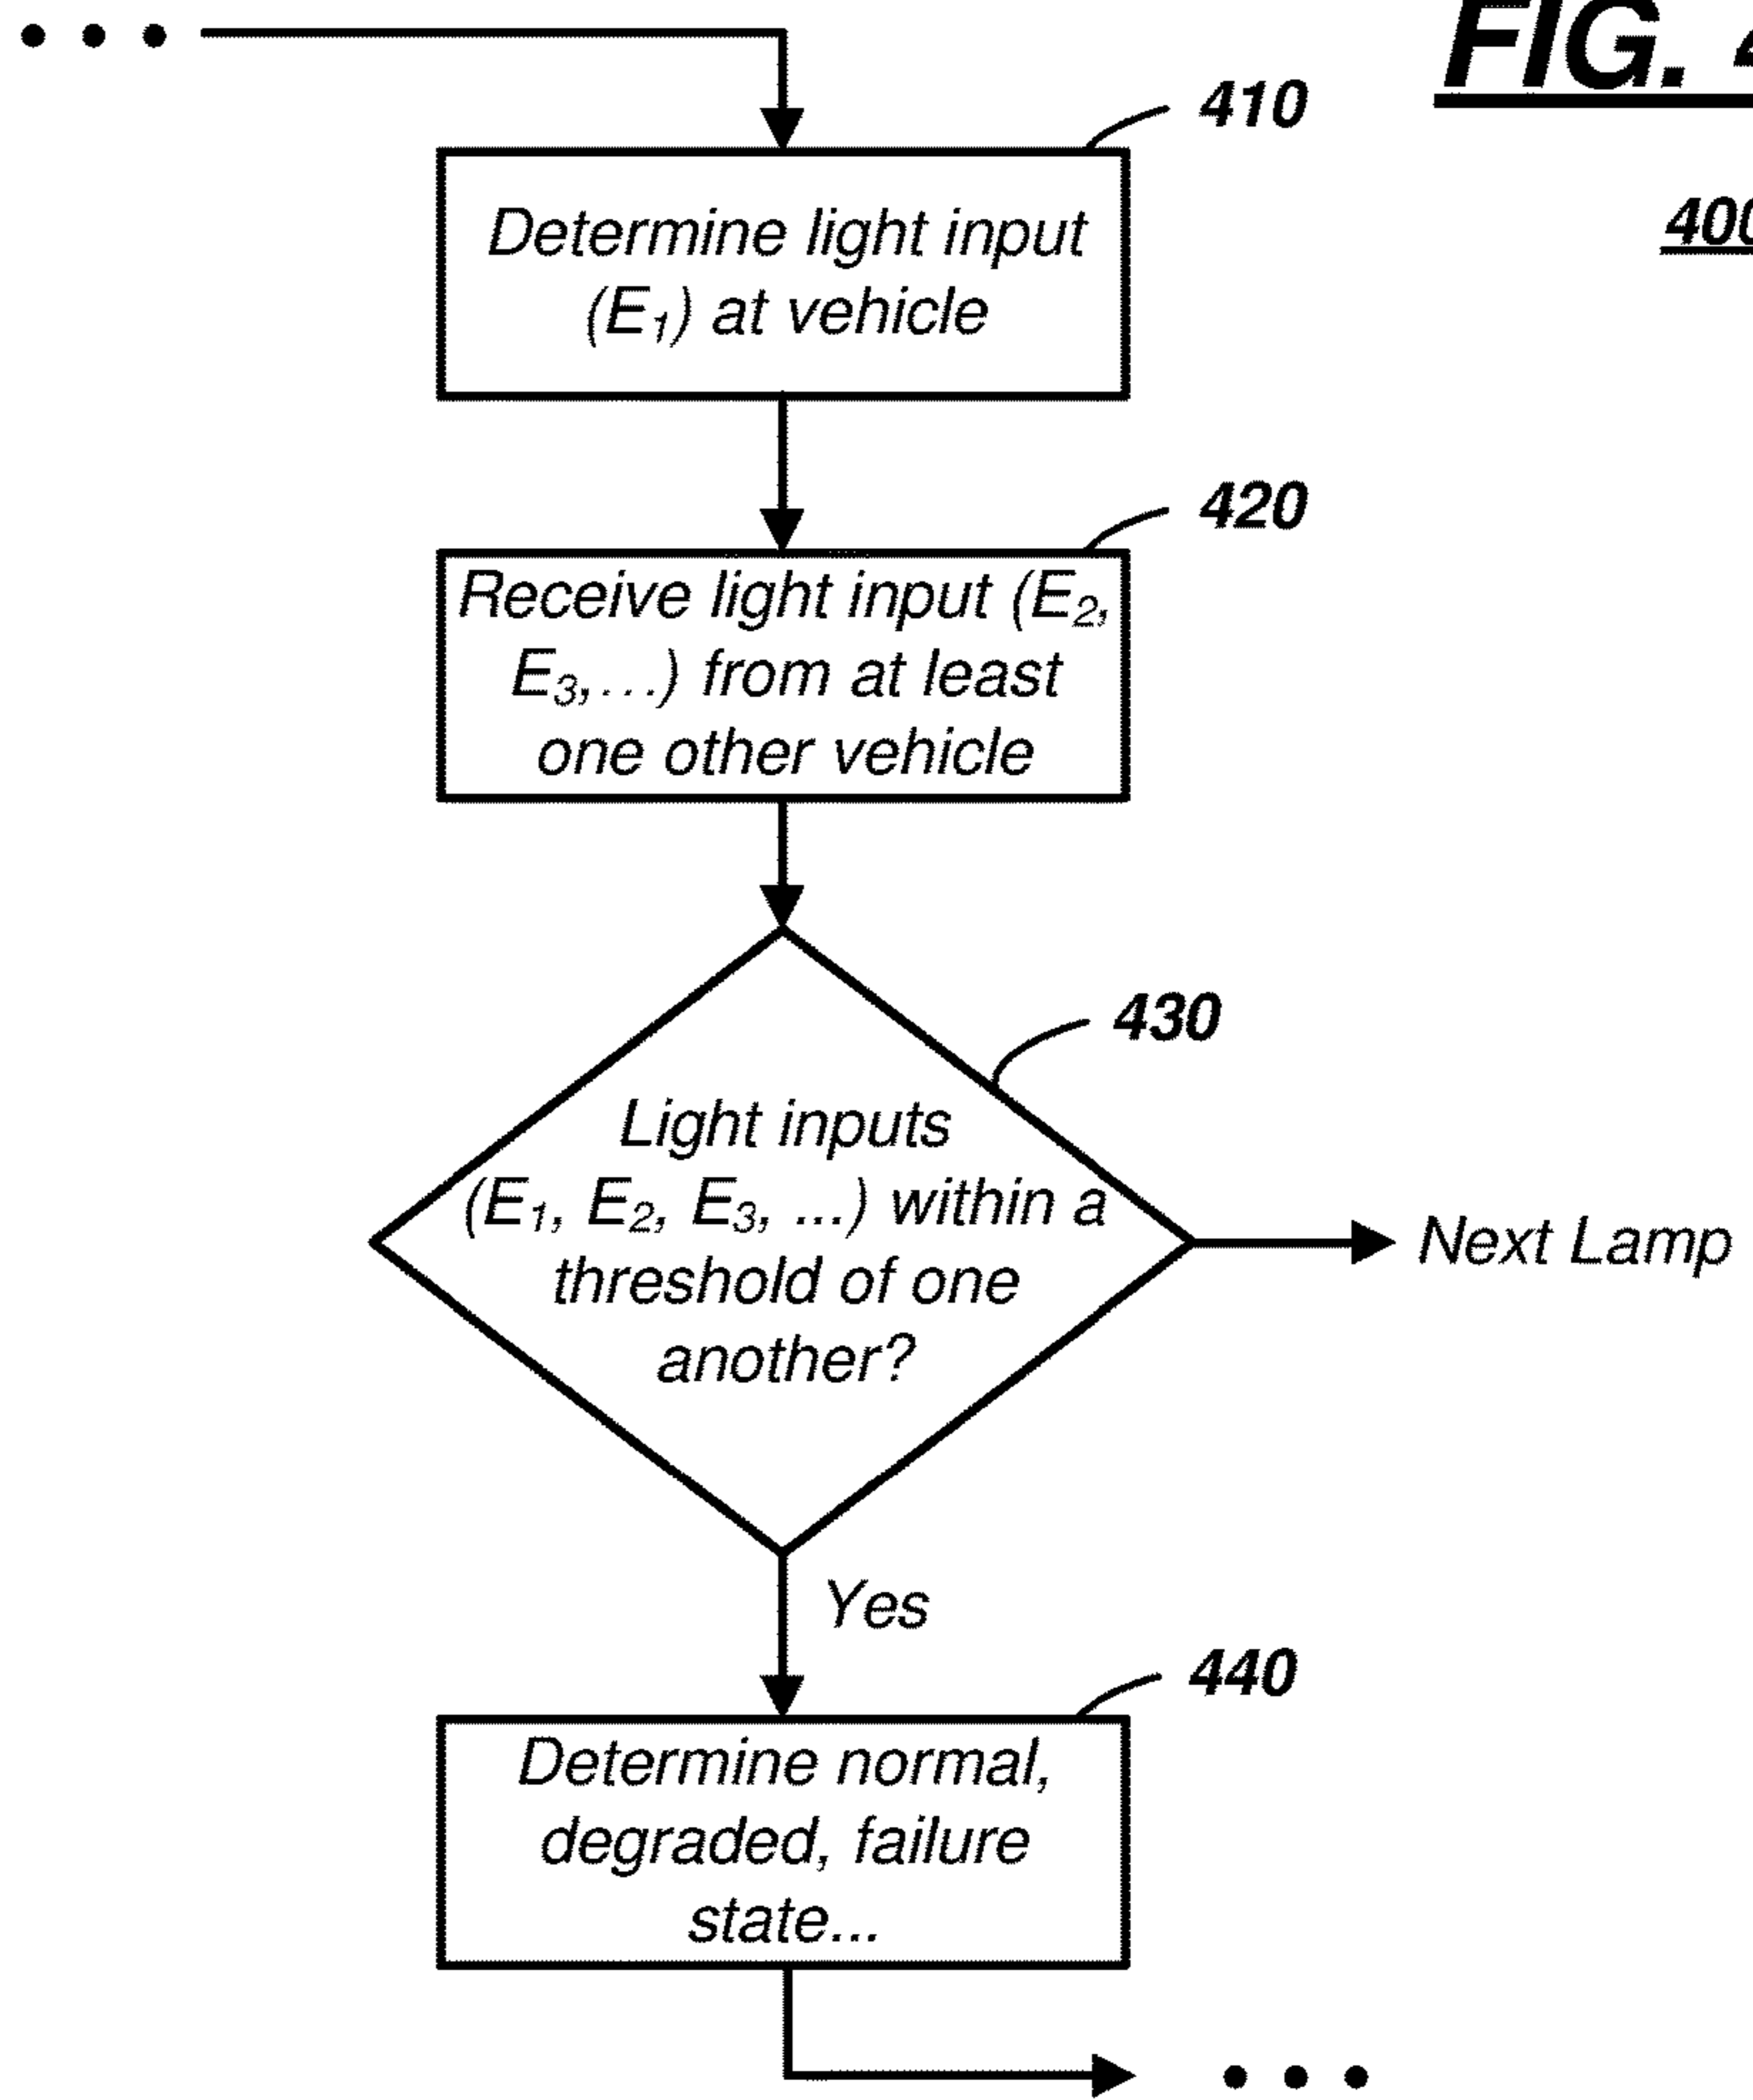 FIG. 4
410
400
Determine light input
(E₁) at vehicle
420
Receive light input (E₂,
E₃,...) from at least
one other vehicle
430
Light inputs
(E₁, E₂, E₃, ...) within a
threshold of one
another?
Next Lamp
Yes
440
Determine normal,
degraded, failure
state...